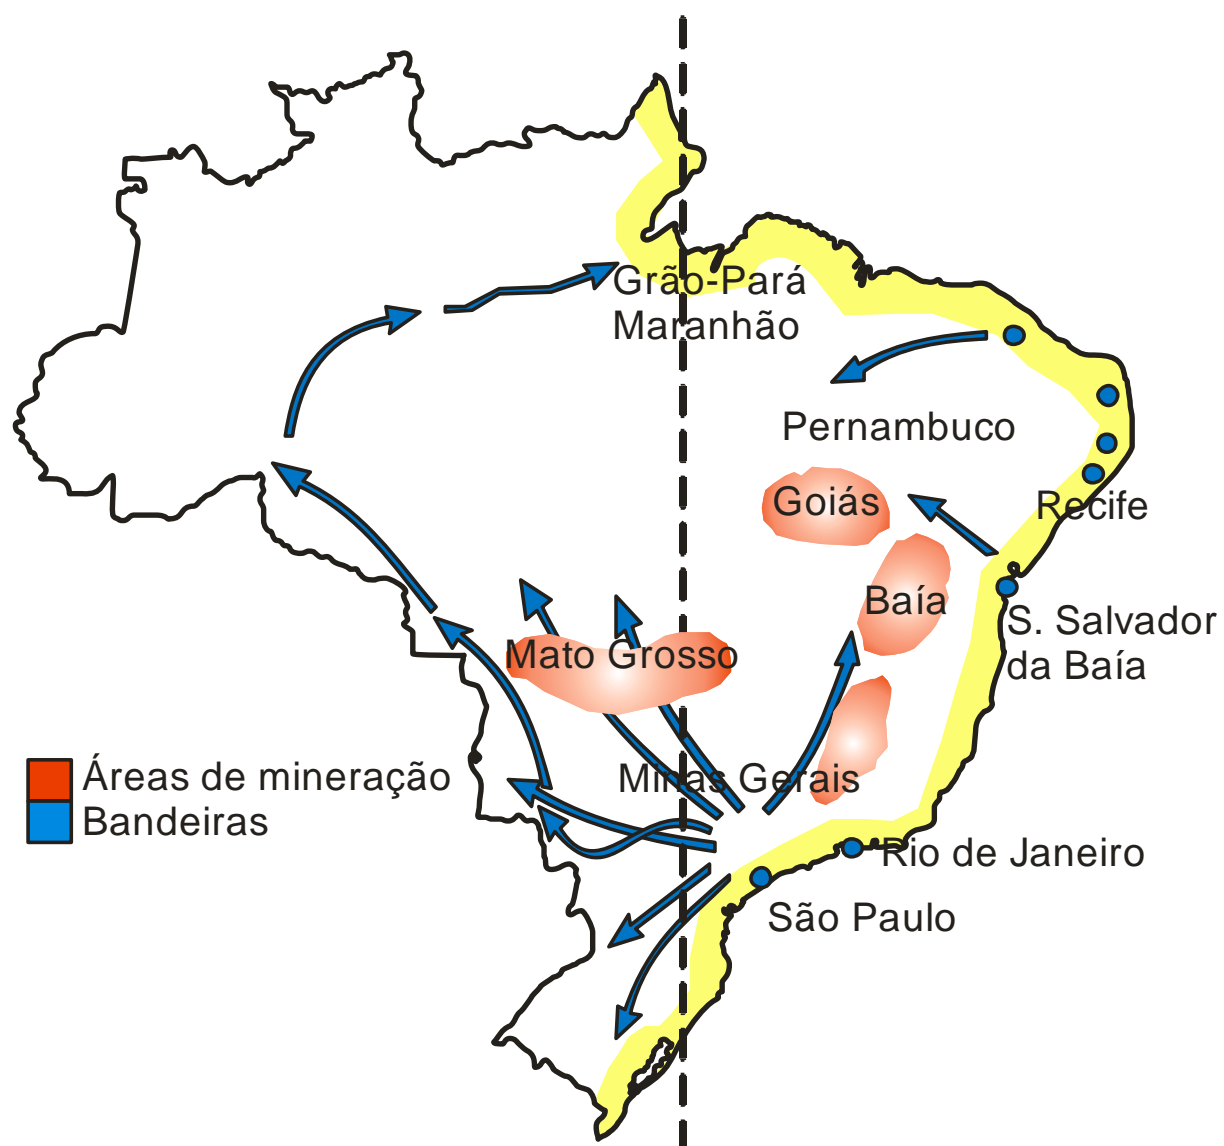 Grão-Pará
Maranhão
Pernambuco
Goiás
Recife
Baía
S. Salvador
da Baía
Mato Grosso
Áreas de mineração
Bandeiras
Minas Gerais
Rio de Janeiro
São Paulo